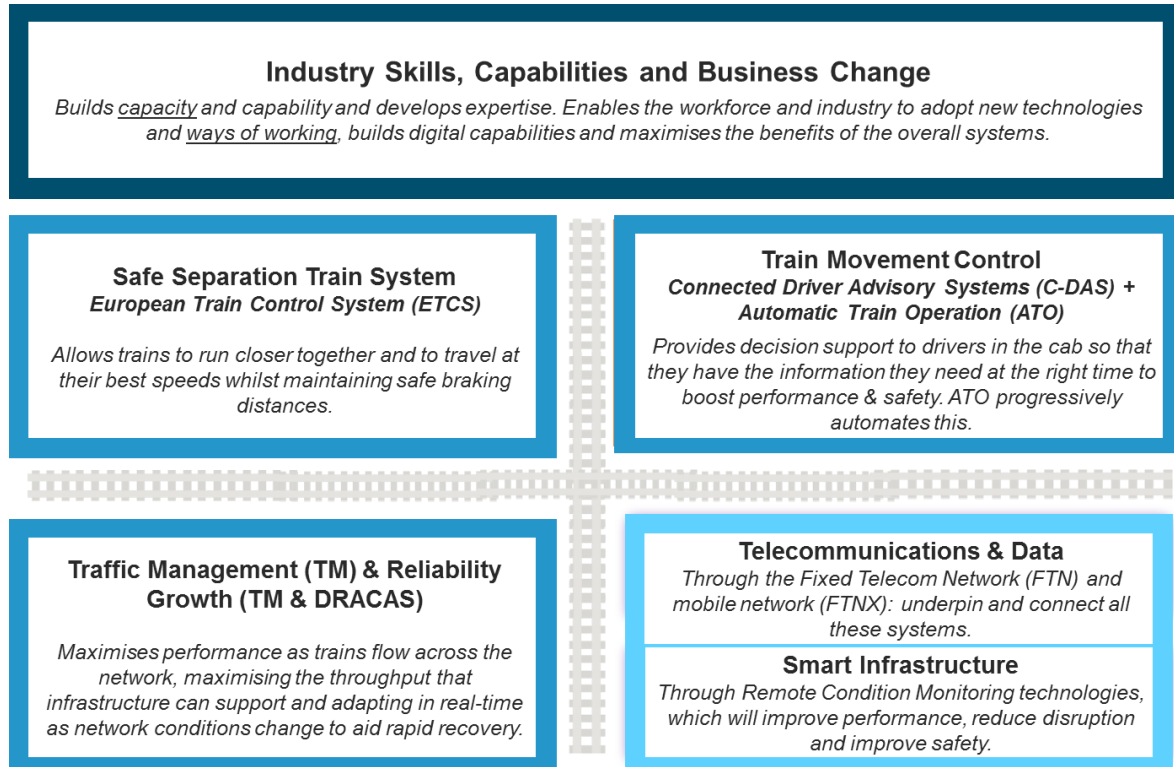 Industry Skills, Capabilities and Business Change
Builds capacity and capability and develops expertise. Enables the workforce and industry to adopt new technologies
and ways of working, builds digital capabilities and maximises the benefits of the overall systems.
Safe Separation Train System
European Train Control System (ETCS)
Allows trains to run closer together and to travel at
their best speeds whilst maintaining safe braking
distances.
Train Movement Control
Connected Driver Advisory Systems (C-DAS) +
Automatic Train Operation (ATO)
Provides decision support to drivers in the cab so that
they have the information they need at the right time to
boost performance & safety. ATO progressively
automates this.
Traffic Management (TM) & Reliability
Growth (TM & DRACAS)
Maximises performance as trains flow across the
network, maximising the throughput that
infrastructure can support and adapting in real-time
as network conditions change to aid rapid recovery.
Telecommunications & Data
Through the Fixed Telecom Network (FTN) and
mobile network (FTNX): underpin and connect all
these systems.
Smart Infrastructure
Through Remote Condition Monitoring technologies,
which will improve performance, reduce disruption
and improve safety.